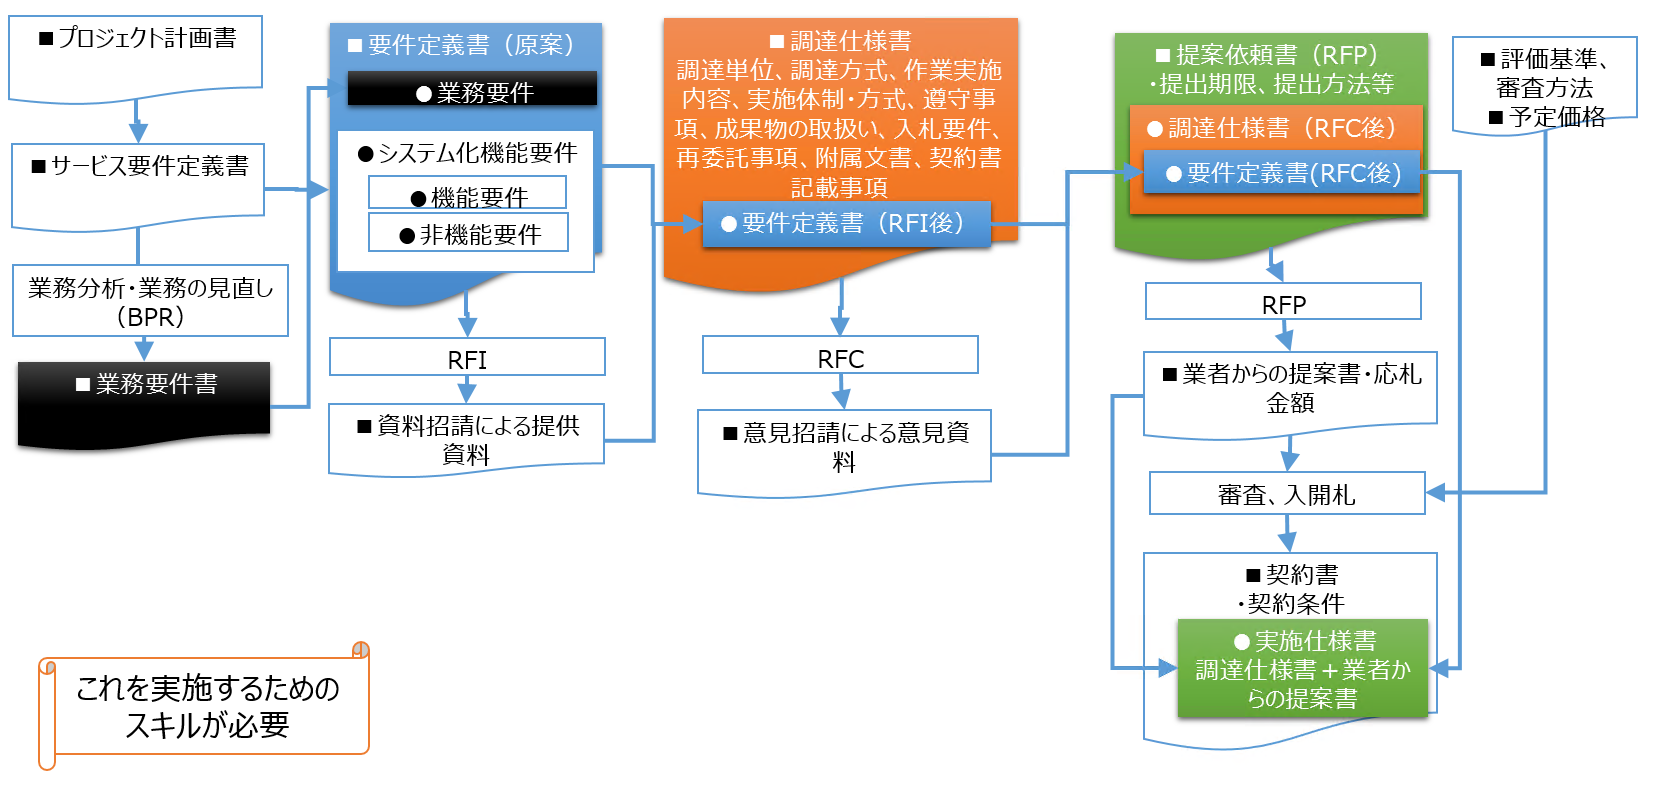 ■プロジェクト計画書
■サービス要件定義書
業務分析・業務の見直し
（BPR）
■業務要件書
■要件定義書（原案）
●業務要件
●システム化機能要件
●機能要件
●非機能要件
RFI
■資料招請による提供
資料
■調達仕様書
調達単位、調達方式、作業実施
内容、実施体制・方式、遵守事
項、成果物の取扱い、入札要件、
再委託事項、附属文書、契約書
記載事項
●要件定義書（RFI後）
RFC
■意見招請による意見資
料
■提案依頼書（RFP）
・提出期限、提出方法等
●調達仕様書（RFC後）
●要件定義書(RFC後)
RFP
■業者からの提案書・応札
金額
審査、入開札
■契約書
・契約条件
●実施仕様書
調達仕様書＋業者か
らの提案書
■評価基準、
審査方法
■予定価格
これを実施するための
スキルが必要